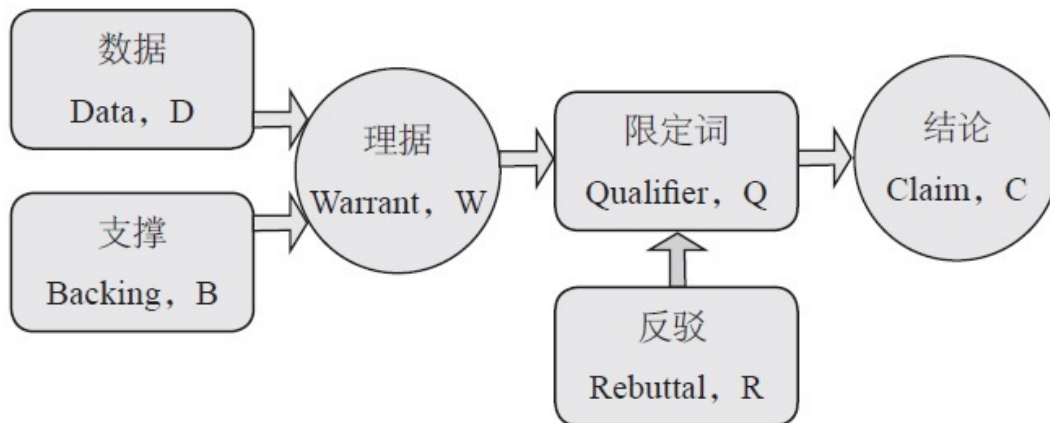 数据
Data，D
支撑
Backing，B
理据
Warrant，W
限定词
Qualifier，Q
反驳
Rebuttal，R
结论
Claim，C